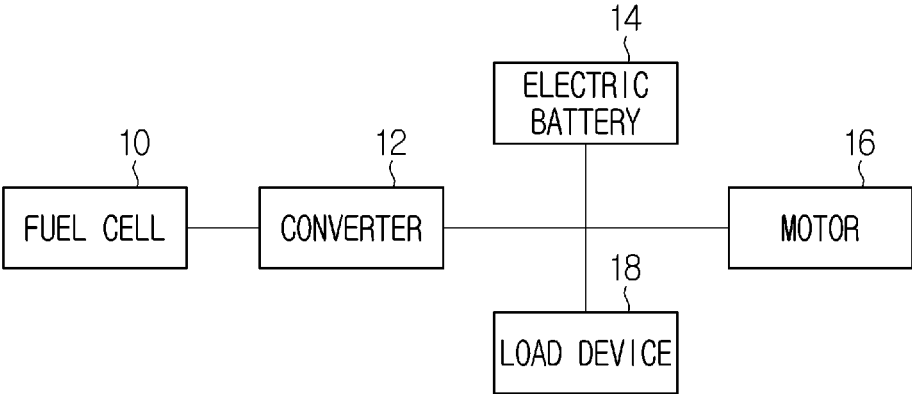 14
ELECTRIC
BATTERY
10
12
16
FUEL CELL
CONVERTER
MOTOR
18
LOAD DEVICE